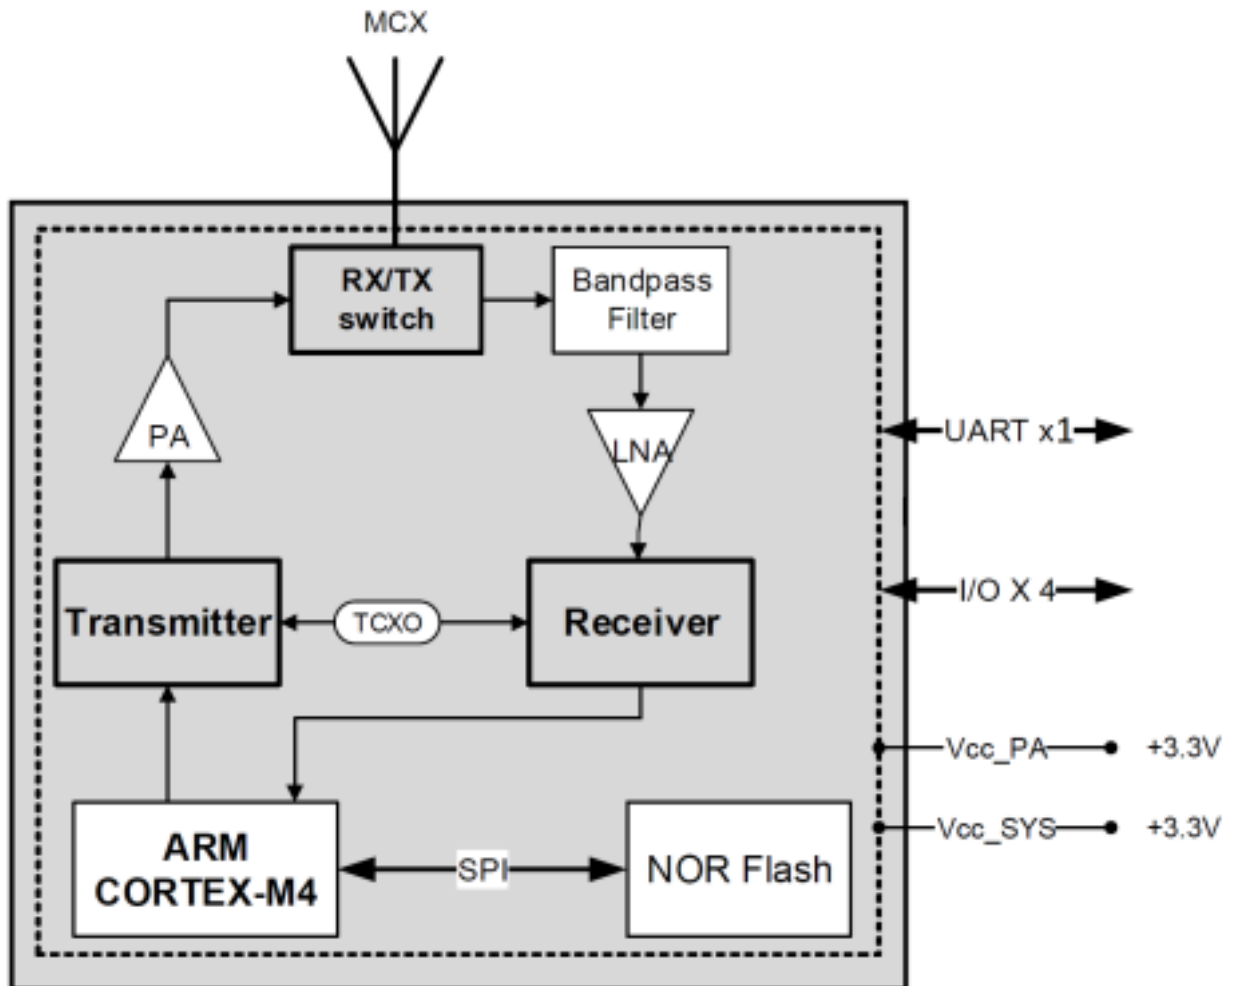 MCX
RX/TX
switch
Bandpass
Filter
PA
LNA
UART x1
Transmitter
TCXO
Receiver
I/O X 4
Vcc_PA
+3.3V
Vcc_SYS
+3.3V
ARM
CORTEX-M4
SPI
NOR Flash